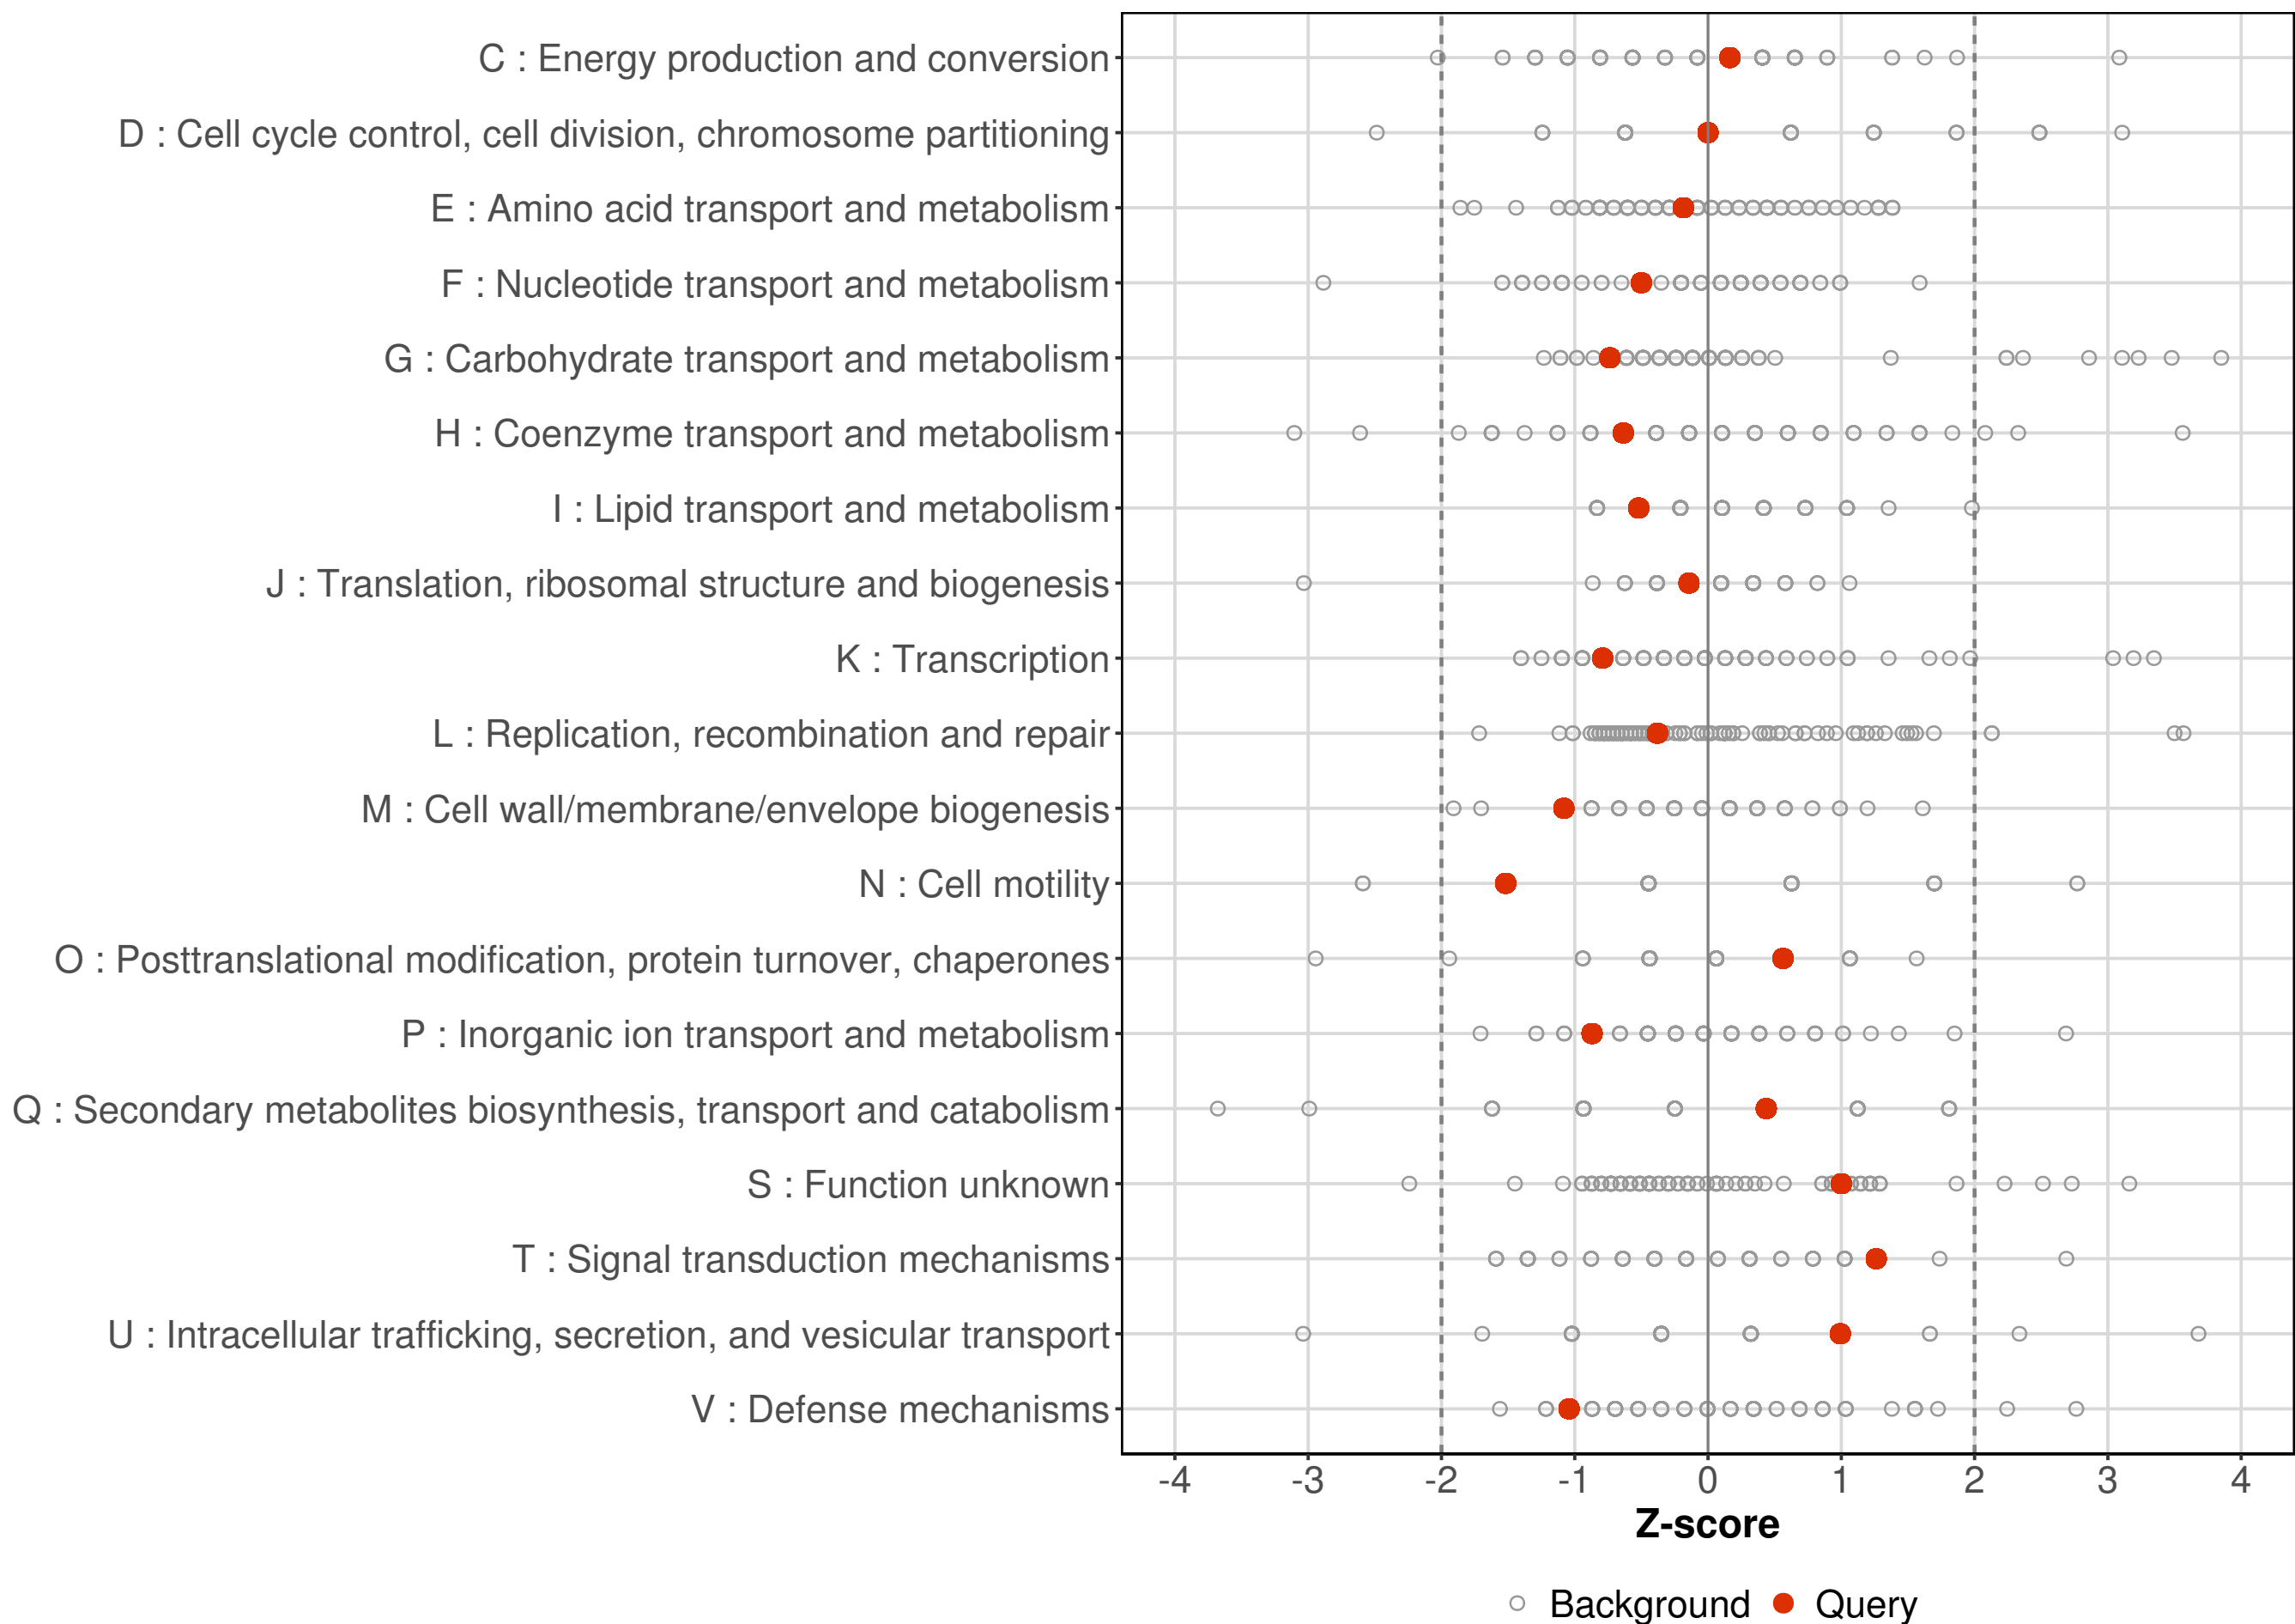 C : Energy production and conversion
D : Cell cycle control, cell division, chromosome partitioning
E : Amino acid transport and metabolism
F : Nucleotide transport and metabolism
G : Carbohydrate transport and metabolism
H : Coenzyme transport and metabolism
I : Lipid transport and metabolism
J : Translation, ribosomal structure and biogenesis
K : Transcription
L : Replication, recombination and repair
M : Cell wall/membrane/envelope biogenesis
N : Cell motility
O : Posttranslational modification, protein turnover, chaperones
P : Inorganic ion transport and metabolism
Q : Secondary metabolites biosynthesis, transport and catabolism
S : Function unknown
T : Signal transduction mechanisms
U : Intracellular trafficking, secretion, and vesicular transport
V : Defense mechanisms
-4 -3 -2 -1 0 1 2 3 4
Z-score
Background Query